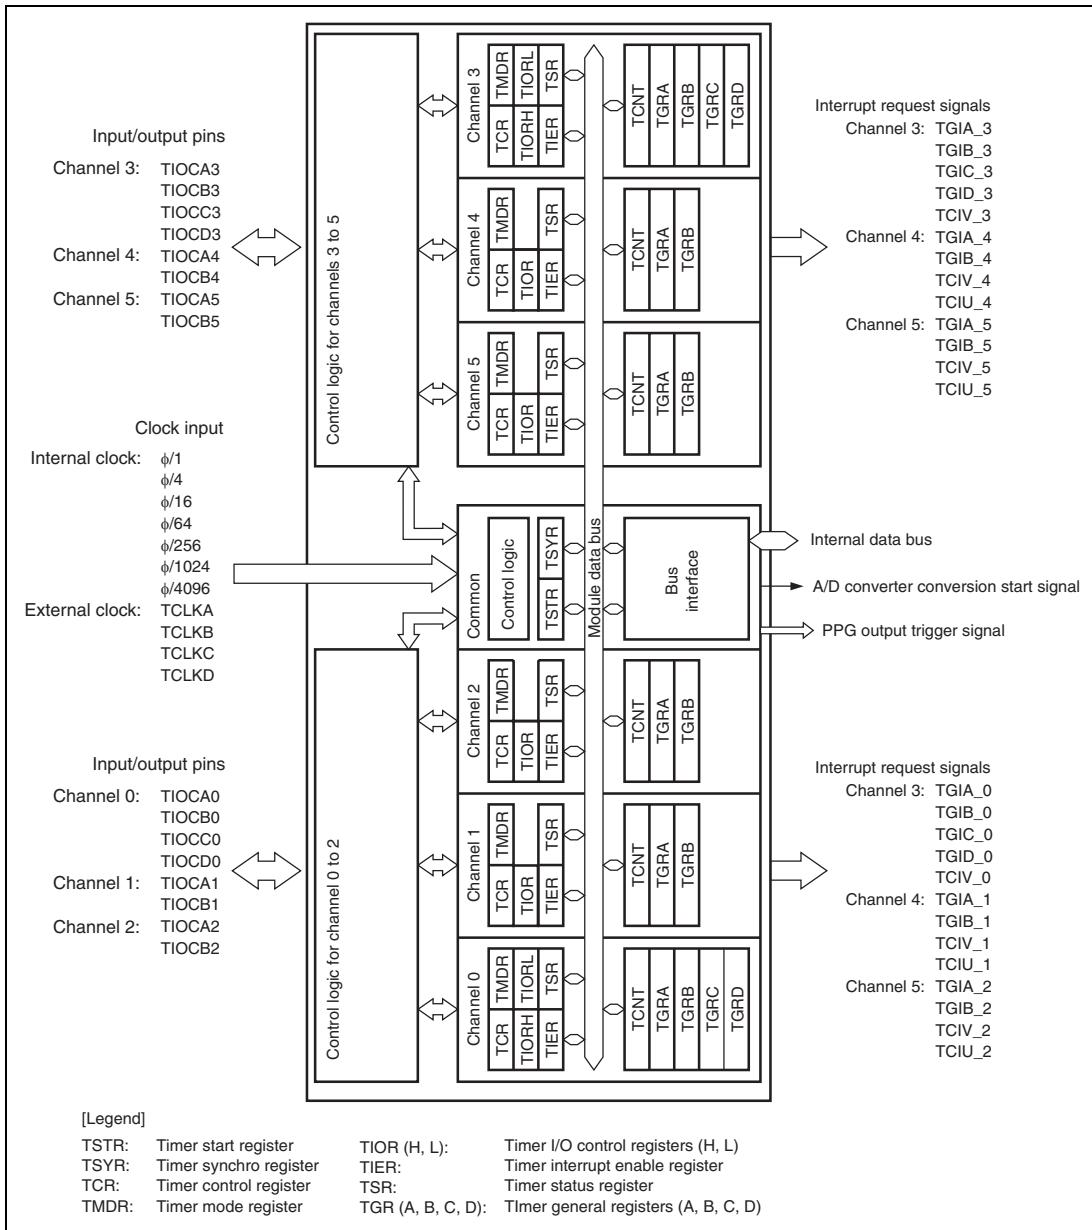 Input/output pins
Channel 3: TIOCA3
TIOCB3
TIOCC3
TIOCD3
Channel 4: TIOCA4
TIOCB4
Channel 5: TIOCA5
TIOCB5
Clock input
Internal clock: ϕ/1
ϕ/4
ϕ/16
ϕ/64
ϕ/256
ϕ/1024
ϕ/4096
External clock: TCLKA
TCLKB
TCLKC
TCLKD
Input/output pins
Channel 0: TIOCA0
TIOCB0
TIOCC0
TIOCD0
Channel 1: TIOCA1
TIOCB1
Channel 2: TIOCA2
TIOCB2
Control logic for channels 3 to 5
Control logic for channel 0 to 2
Channel 3
TCR TMDR
TIORH TIORL
TIER TSR
TCNT
TGRA
TGRB
TGRC
TGRD
Channel 4
TCR TMDR
TIOR
TIER TSR
TCNT
TGRA
TGRB
Channel 5
TCR TMDR
TIOR
TIER TSR
TCNT
TGRA
TGRB
Common
Control logic
TSTR TSYR
Module data bus
Bus
interface
Channel 2
TCR TMDR
TIOR
TIER TSR
TCNT
TGRA
TGRB
Channel 1
TCR TMDR
TIOR
TIER TSR
TCNT
TGRA
TGRB
Channel 0
TCR TMDR
TIORH TIORL
TIER TSR
TCNT
TGRA
TGRB
TGRC
TGRD
Interrupt request signals
Channel 3: TGIA_3
TGIB_3
TGIC_3
TGID_3
TCIV_3
Channel 4: TGIA_4
TGIB_4
TCIV_4
TCIU_4
Channel 5: TGIA_5
TGIB_5
TCIV_5
TCIU_5
Internal data bus
A/D converter conversion start signal
PPG output trigger signal
Interrupt request signals
Channel 3: TGIA_0
TGIB_0
TGIC_0
TGID_0
TCIV_0
Channel 4: TGIA_1
TGIB_1
TCIV_1
TCIU_1
Channel 5: TGIA_2
TGIB_2
TCIV_2
TCIU_2
[Legend]
TSTR: Timer start register
TSYR: Timer synchro register
TCR: Timer control register
TMDR: Timer mode register
TIOR (H, L): Timer I/O control registers (H, L)
TIER: Timer interrupt enable register
TSR: Timer status register
TGR (A, B, C, D): TImer general registers (A, B, C, D)